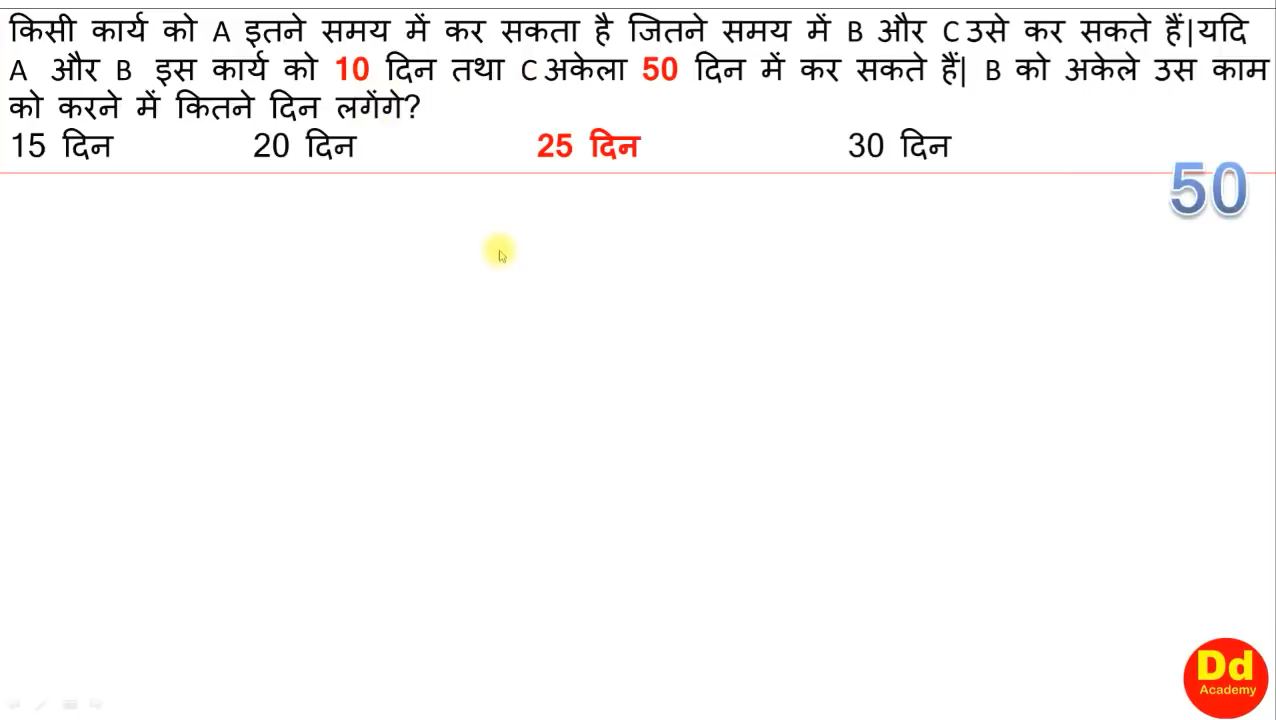 किसी कार्य को A इतने समय में कर सकता है जितने समय में B और C उसे कर सकते हैं|यदि
A और B इस कार्य को 10 दिन तथा C अकेला 50 दिन में कर सकते हैं| B को अकेले उस काम
को करने में कितने दिन लगेंगे?
15 दिन 20 दिन 25 दिन 30 दिन
50
Dd
Academy